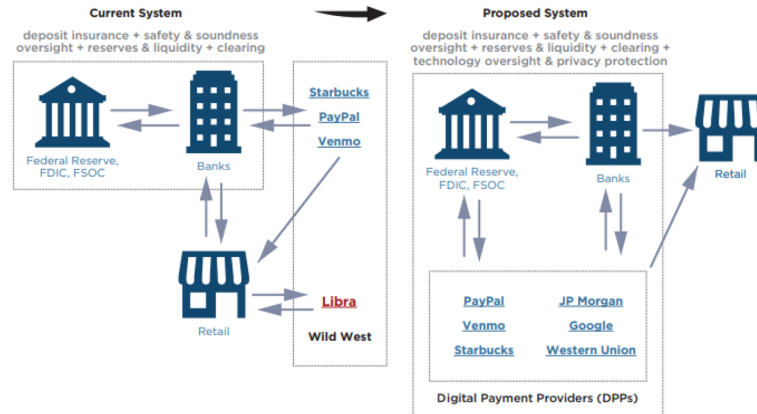 Current System
deposit insurance + safety & soundness
oversight + reserves & liquidity + clearing
Federal Reserve,
FDIC, FSOC
Banks
Starbucks
PayPal
Venmo
Retail
Libra
Wild West
Proposed System
deposit insurance + safety & soundness
oversight + reserves & liquidity + clearing +
technology oversight & privacy protection
Federal Reserve,
FDIC, FSOC
Banks
Retail
PayPal
Venmo
Starbucks
JP Morgan
Google
Western Union
Digital Payment Providers (DPPs)